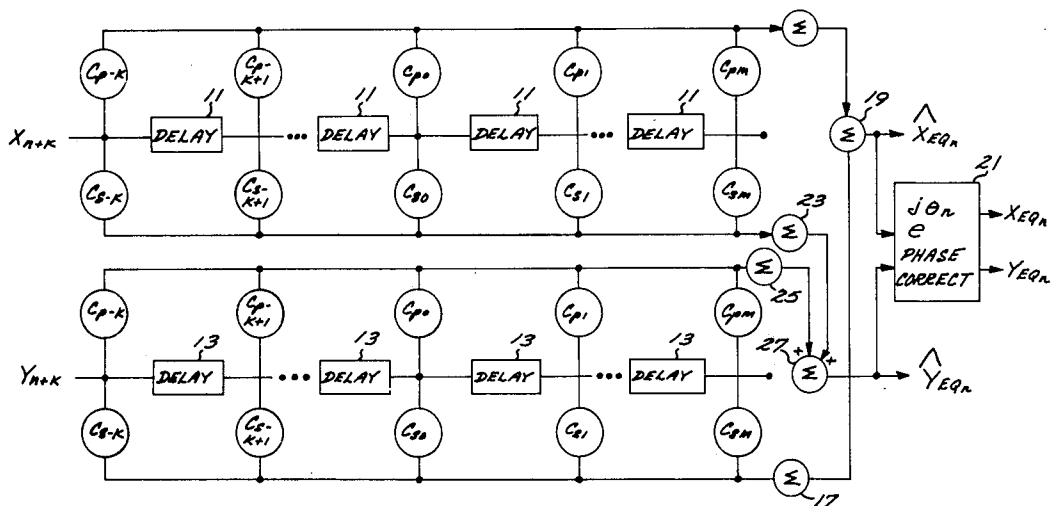 Σ
Cp-K
Cp-K+1
Cp0
Cp1
Cpm
11
11
11
11
19
Xn+K
DELAY
•••
DELAY
DELAY
•••
DELAY
Σ
X̂EQn
21
Cs-K
Cs-K+1
Cs0
Cs1
Csm
23
Σ
jθn
e
PHASE
CORRECT
XEQn
YEQn
Σ
25
Cp-K
Cp-K+1
Cp0
Cp1
Cpm
13
13
13
13
27
+
+
Yn+K
DELAY
•••
DELAY
DELAY
•••
DELAY
Σ
ŶEQn
Cs-K
Cs-K+1
Cs0
Cs1
Csm
Σ
17